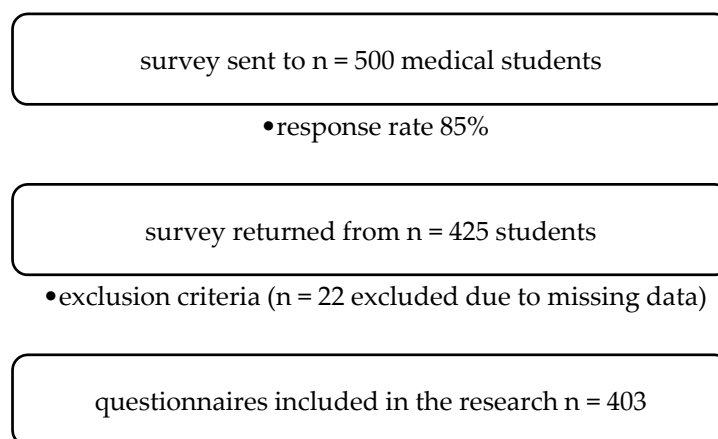 survey sent to n = 500 medical students
•response rate 85%
survey returned from n = 425 students
•exclusion criteria (n = 22 excluded due to missing data)
questionnaires included in the research n = 403